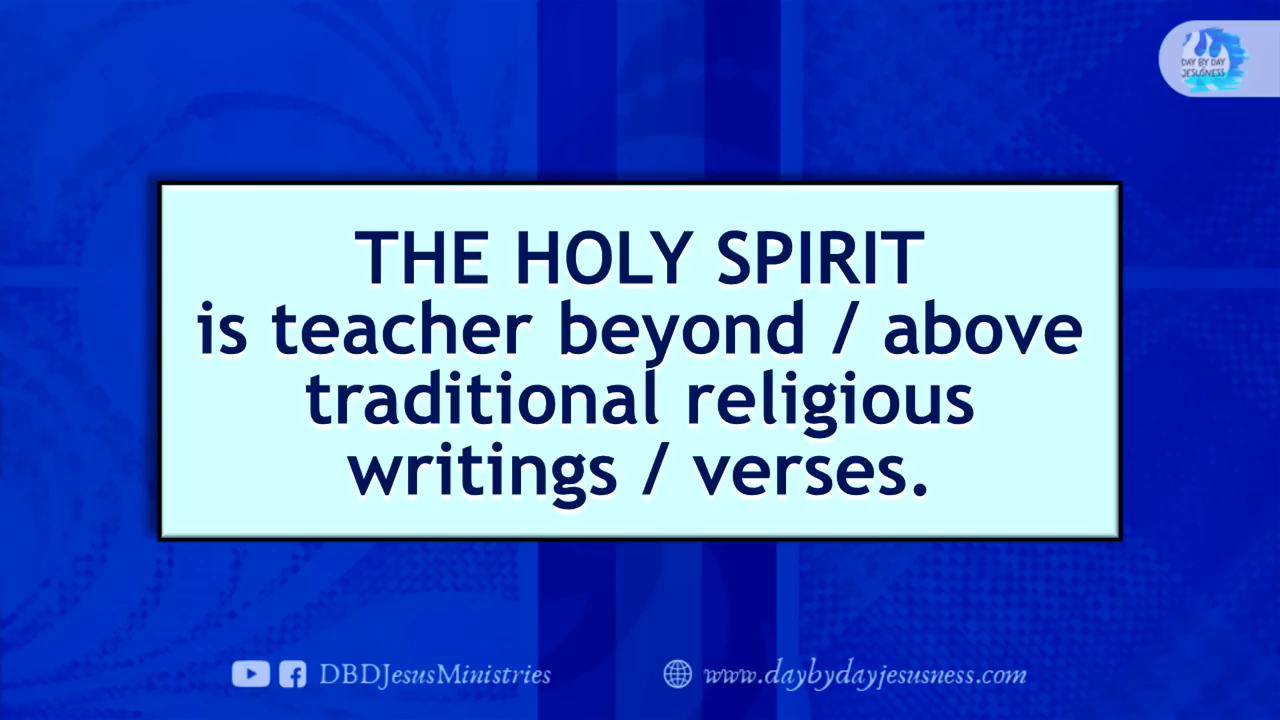 DAY BY DAY
JESUSNESS
THE HOLY SPIRIT
is teacher beyond / above
traditional religious
writings / verses.
DBDJesusMinistries
www.daybydayjesusness.com